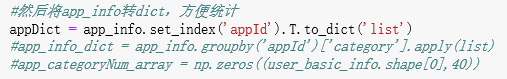 #然后将app_info转dict，方便统计
appDict = app_info.set_index('appId').T.to_dict('list')
#app_info_dict = app_info.groupby('appId')['category'].apply(list)
#app_categoryNum_array = np.zeros((user_basic_info.shape[0],40))